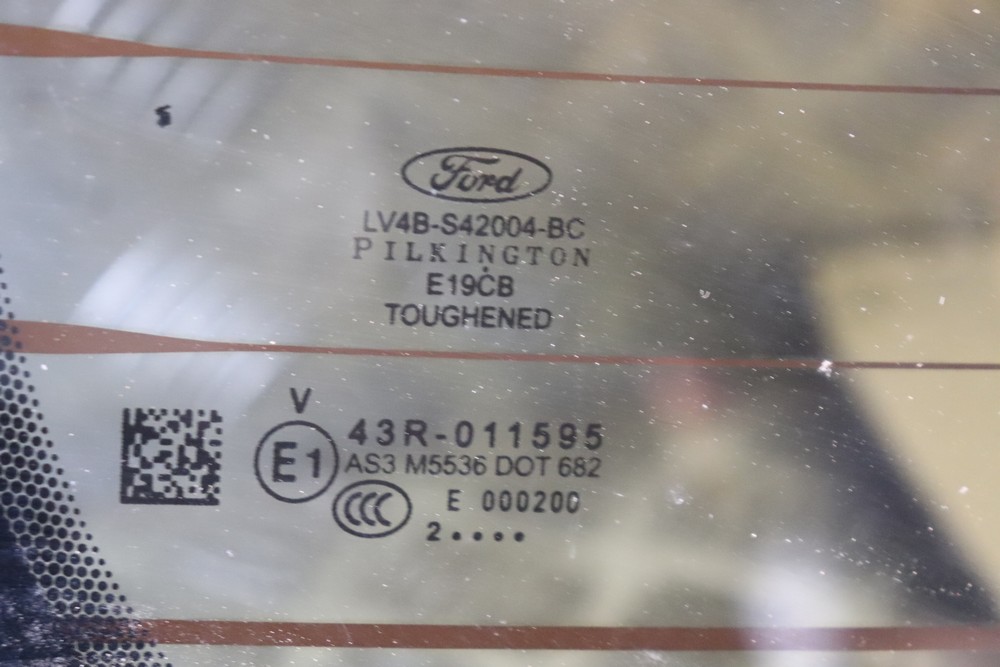 Ford
LV4B-S42004-BC
PILKINGTON
E19CB
TOUGHENED
V
E1 43R-011595
AS3 M5536 DOT 682
CCC E 000200
2••••